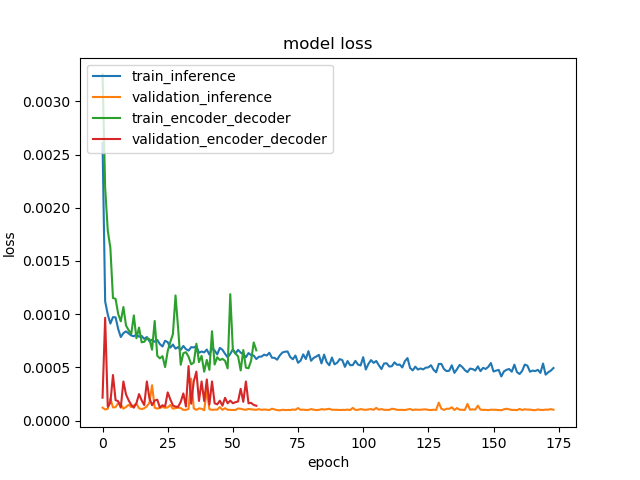 model loss
train_inference
validation_inference
train_encoder_decoder
validation_encoder_decoder
0.0030
0.0025
0.0020
0.0015
0.0010
0.0005
0.0000
loss
0 25 50 75 100 125 150 175
epoch